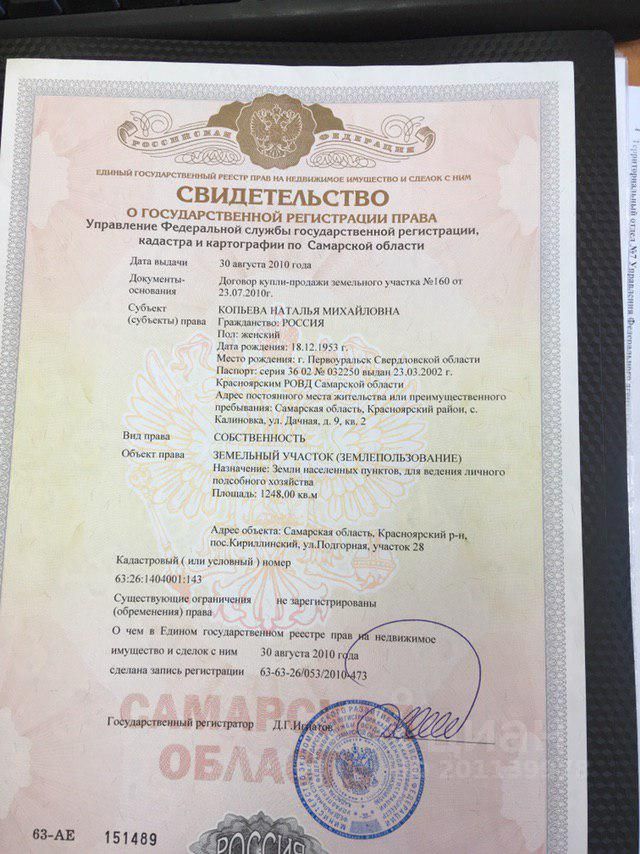 РОССИЙСКАЯ ФЕДЕРАЦИЯ
ЕДИНЫЙ ГОСУДАРСТВЕННЫЙ РЕЕСТР ПРАВ НА НЕДВИЖИМОЕ ИМУЩЕСТВО И СДЕЛОК С НИМ
СВИДЕТЕЛЬСТВО
О ГОСУДАРСТВЕННОЙ РЕГИСТРАЦИИ ПРАВА
Управление Федеральной службы государственной регистрации,
кадастра и картографии по Самарской области
Дата выдачи 30 августа 2010 года
Документы-основания Договор купли-продажи земельного участка №160 от
23.07.2010г.
Субъект (субъекты) права КОПЬЕВА НАТАЛЬЯ МИХАЙЛОВНА
Гражданство: РОССИЯ
Пол: женский
Дата рождения: 18.12.1953 г.
Место рождения: г. Первоуральск Свердловской области
Паспорт: серия 36 02 № 032250 выдан 23.03.2002 г.
Красноярским РОВД Самарской области
Адрес постоянного места жительства или преимущественного
пребывания: Самарская область, Красноярский район, с.
Калиновка, ул. Дачная, д. 9, кв. 2
Вид права СОБСТВЕННОСТЬ
Объект права ЗЕМЕЛЬНЫЙ УЧАСТОК (ЗЕМЛЕПОЛЬЗОВАНИЕ)
Назначение: Земли населенных пунктов, для ведения личного
подсобного хозяйства
Площадь: 1248,00 кв.м
Адрес объекта: Самарская область, Красноярский р-н,
пос.Кириллинский, ул.Подгорная, участок 28
Кадастровый ( или условный ) номер
63:26:1404001:143
Существующие ограничения не зарегистрированы
(обременения) права
О чем в Едином государственном реестре прав на недвижимое
имущество и сделок с ним 30 августа 2010 года
сделана запись регистрации 63-63-26/053/2010-473
САМАРСКАЯ
ОБЛАСТЬ
Государственный регистратор Д.Г.Игнатов
63-АЕ 151489
РОССИЯ
Территориальный отдел №7 Управления Федерального